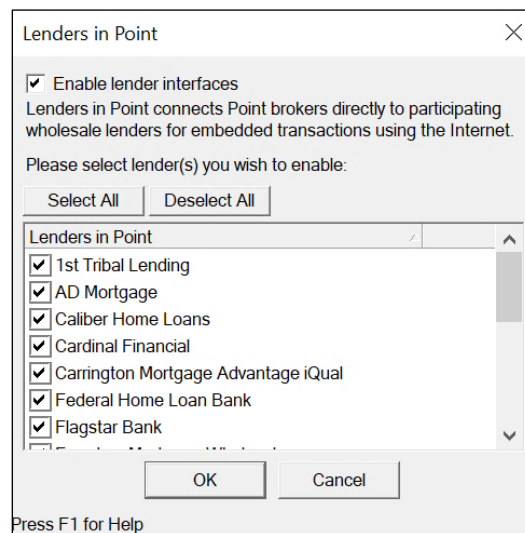 Lenders in Point
Enable lender interfaces
Lenders in Point connects Point brokers directly to participating
wholesale lenders for embedded transactions using the Internet.
Please select lender(s) you wish to enable:
Select All Deselect All
Lenders in Point
1st Tribal Lending
AD Mortgage
Caliber Home Loans
Cardinal Financial
Carrington Mortgage Advantage iQual
Federal Home Loan Bank
Flagstar Bank
OK Cancel
Press F1 for Help